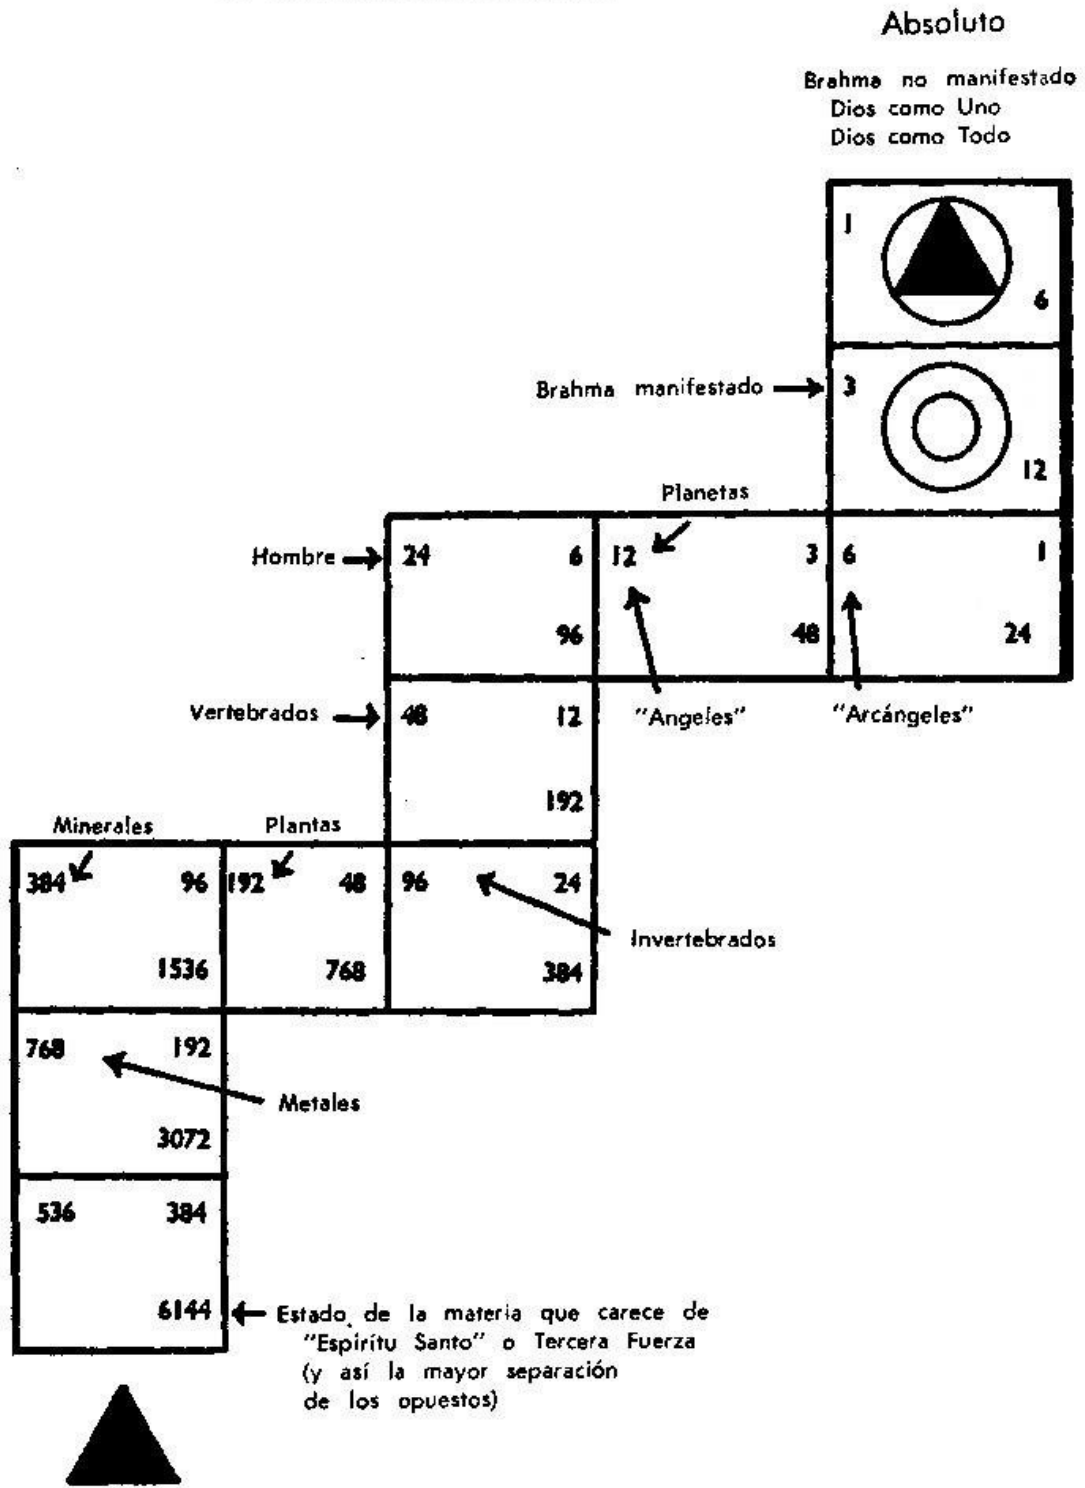 Absoluto
Brahma no manifestado
Dios como Uno
Dios como Todo
1
6
Brahma manifestado
3
12
Planetas
Hombre
24
6
12
3
6
1
96
48
24
Vertebrados
48
12
"Angeles"
"Arcángeles"
192
Minerales
Plantas
384
96
192
48
96
24
Invertebrados
1536
768
384
768
192
Metales
3072
536
384
6144
Estado de la materia que carece de
"Espíritu Santo" o Tercera Fuerza
(y así la mayor separación
de los opuestos)